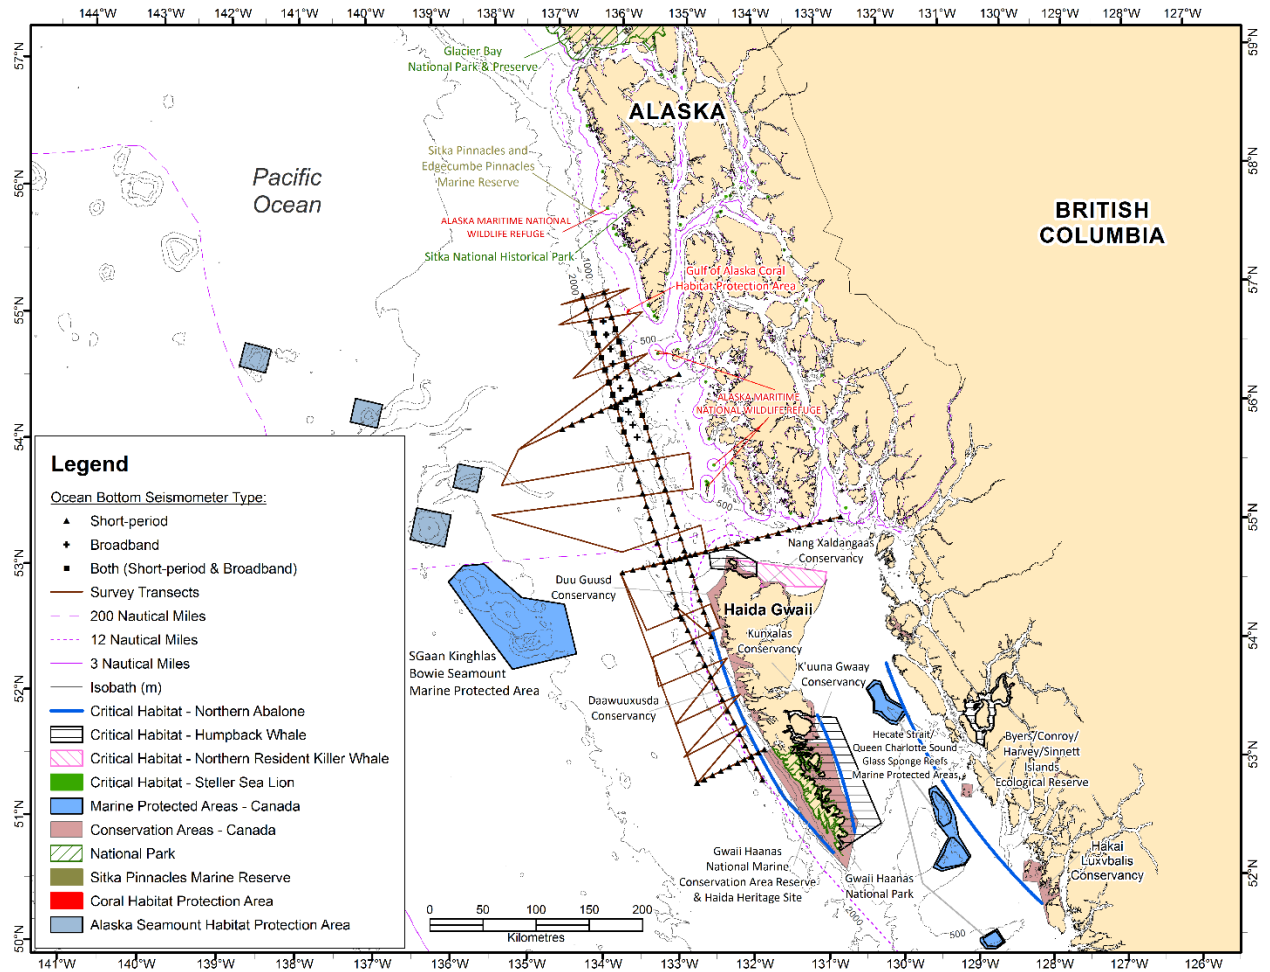 144°W 142°W 141°W 140°W 138°W 136°W 135°W 133°W 132°W 131°W 130°W 129°W 127°W
59°N
58°N
57°N
56°N
55°N
54°N
53°N
52°N
57°N
56°N
55°N
54°N
53°N
52°N
51°N
50°N
Glacier Bay
National Park & Preserve
ALASKA
Sitka Pinnacles and
Edgecumbe Pinnacles
Marine Reserve
Pacific
Ocean
BRITISH
COLUMBIA
ALASKA MARITIME NATIONAL
WILDLIFE REFUGE
Sitka National Historical Park
Gulf of Alaska Coral
Habitat Protection Area
1000
2000
500
ALASKA MARITIME
NATIONAL WILDLIFE REFUGE
500
Nang Xaldangaas
Conservancy
Duu Guusd
Conservancy
Haida Gwaii
Kunxalas
Conservancy
K'uuna Gwaay
Conservancy
SGaan Kinghlas
Bowie Seamount
Marine Protected Area
Daawuuxusda
Conservancy
Hecate Strait/
Queen Charlotte Sound
Glass Sponge Reefs
Marine Protected Areas
Byers/Conroy/
Harvey/Sinnett
Islands
Ecological Reserve
Gwaii Haanas
National Marine
Conservation Area Reserve
& Haida Heritage Site
Gwaii Haanas
National Park
Hakai
Luxvbalis
Conservancy
2000
500
Legend
Ocean Bottom Seismometer Type:
Short-period
Broadband
Both (Short-period & Broadband)
Survey Transects
200 Nautical Miles
12 Nautical Miles
3 Nautical Miles
Isobath (m)
Critical Habitat - Northern Abalone
Critical Habitat - Humpback Whale
Critical Habitat - Northern Resident Killer Whale
Critical Habitat - Steller Sea Lion
Marine Protected Areas - Canada
Conservation Areas - Canada
National Park
Sitka Pinnacles Marine Reserve
Coral Habitat Protection Area
Alaska Seamount Habitat Protection Area
0 50 100 150 200
Kilometres
141°W 140°W 138°W 137°W 136°W 134°W 133°W 132°W 131°W 130°W 129°W 128°W 126°W